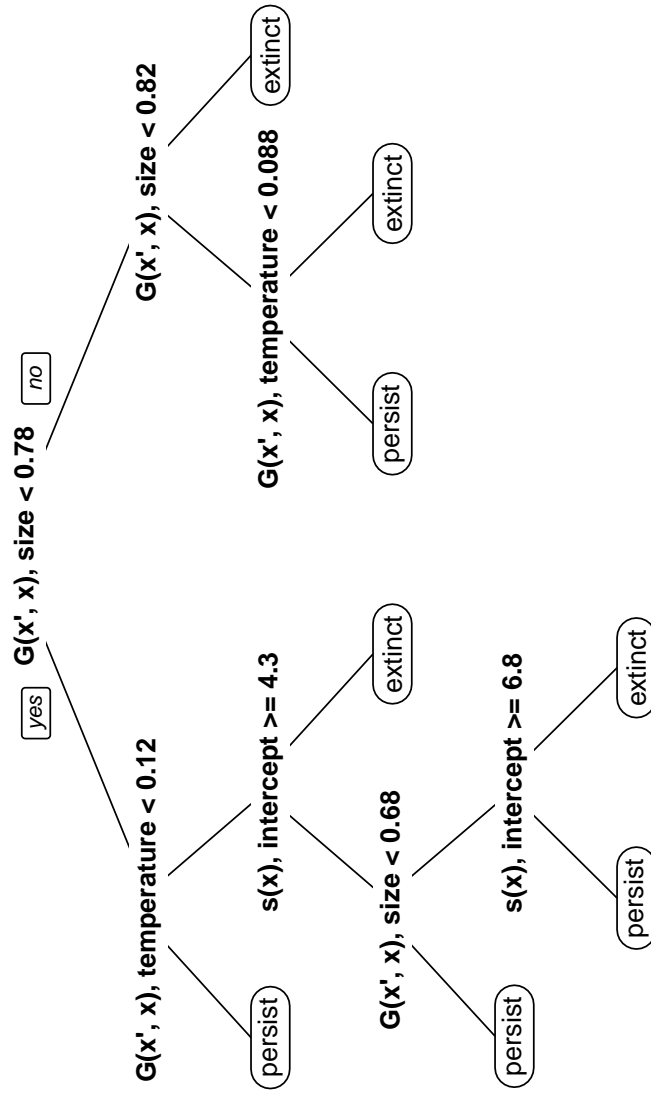 G(x', x), size < 0.78
yes
no
G(x', x), temperature < 0.12
G(x', x), size < 0.82
persist
s(x), intercept >= 4.3
G(x', x), temperature < 0.088
extinct
G(x', x), size < 0.68
extinct
persist
extinct
persist
s(x), intercept >= 6.8
persist
extinct